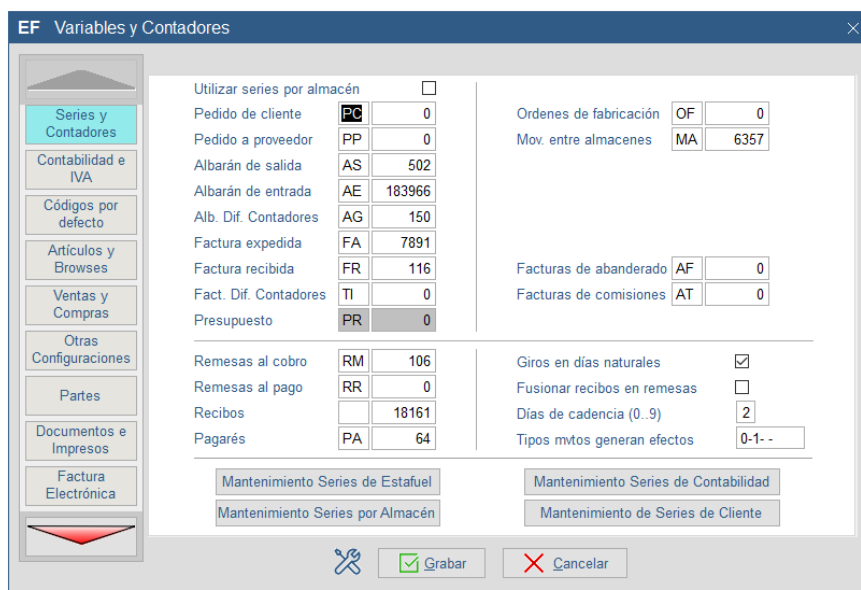 EF Variables y Contadores
Series y
Contadores
Contabilidad e
IVA
Códigos por
defecto
Artículos y
Browses
Ventas y
Compras
Otras
Configuraciones
Partes
Documentos e
Impresos
Factura
Electrónica
Utilizar series por almacén
Pedido de cliente PC 0
Pedido a proveedor PP 0
Albarán de salida AS 502
Albarán de entrada AE 183966
Alb. Dif. Contadores AG 150
Factura expedida FA 7891
Factura recibida FR 116
Fact. Dif. Contadores TI 0
Presupuesto PR 0
Ordenes de fabricación OF 0
Mov. entre almacenes MA 6357
Facturas de abanderado AF 0
Facturas de comisiones AT 0
Remesas al cobro RM 106
Remesas al pago RR 0
Recibos 18161
Pagarés PA 64
Giros en días naturales
Fusionar recibos en remesas
Días de cadencia (0..9) 2
Tipos mvtos generan efectos 0-1- -
Mantenimiento Series de Estafuel
Mantenimiento Series de Contabilidad
Mantenimiento Series por Almacén
Mantenimiento de Series de Cliente
Grabar
Cancelar